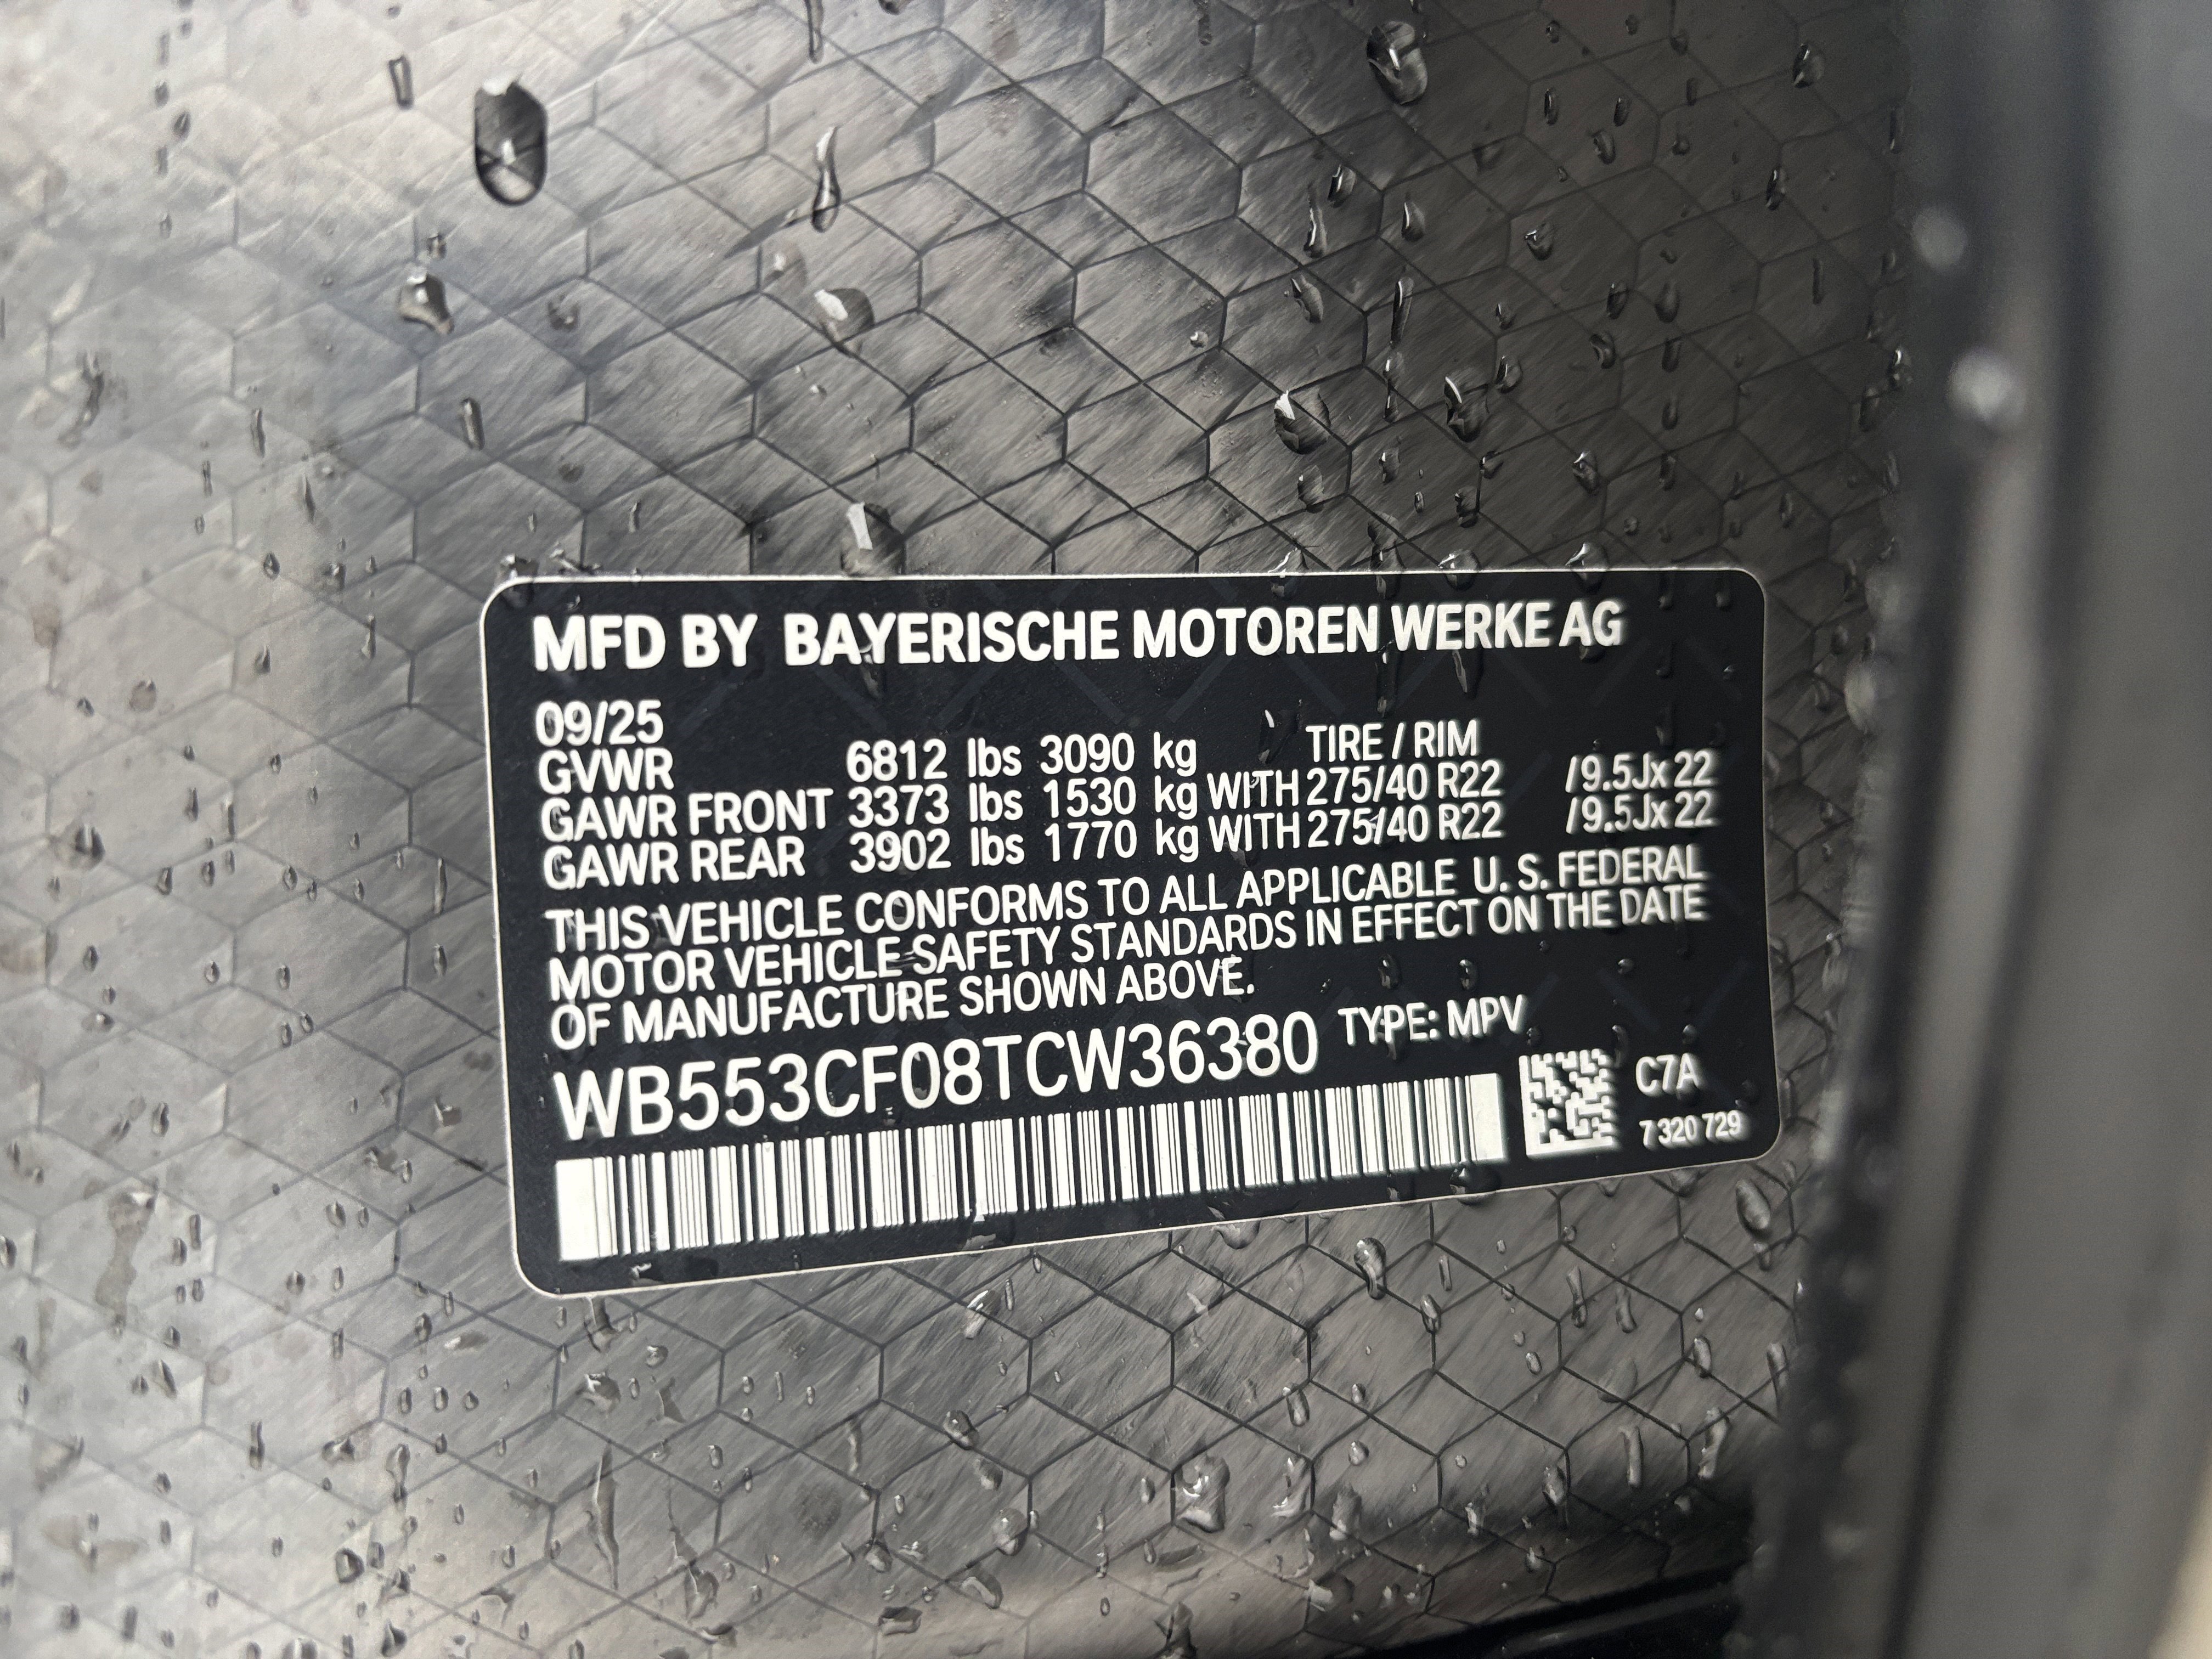 MFD BY BAYERISCHE MOTOREN WERKE AG
09/25
TIRE / RIM
GVWR 6812 lbs 3090 kg
GAWR FRONT 3373 lbs 1530 kg WITH 275/40 R22 /9.5Jx 22
GAWR REAR 3902 lbs 1770 kg WITH 275/40 R22 /9.5Jx 22
THIS VEHICLE CONFORMS TO ALL APPLICABLE U. S. FEDERAL
MOTOR VEHICLE SAFETY STANDARDS IN EFFECT ON THE DATE
OF MANUFACTURE SHOWN ABOVE.
WB553CF08TCW36380 TYPE: MPV
C7A
7 320 729